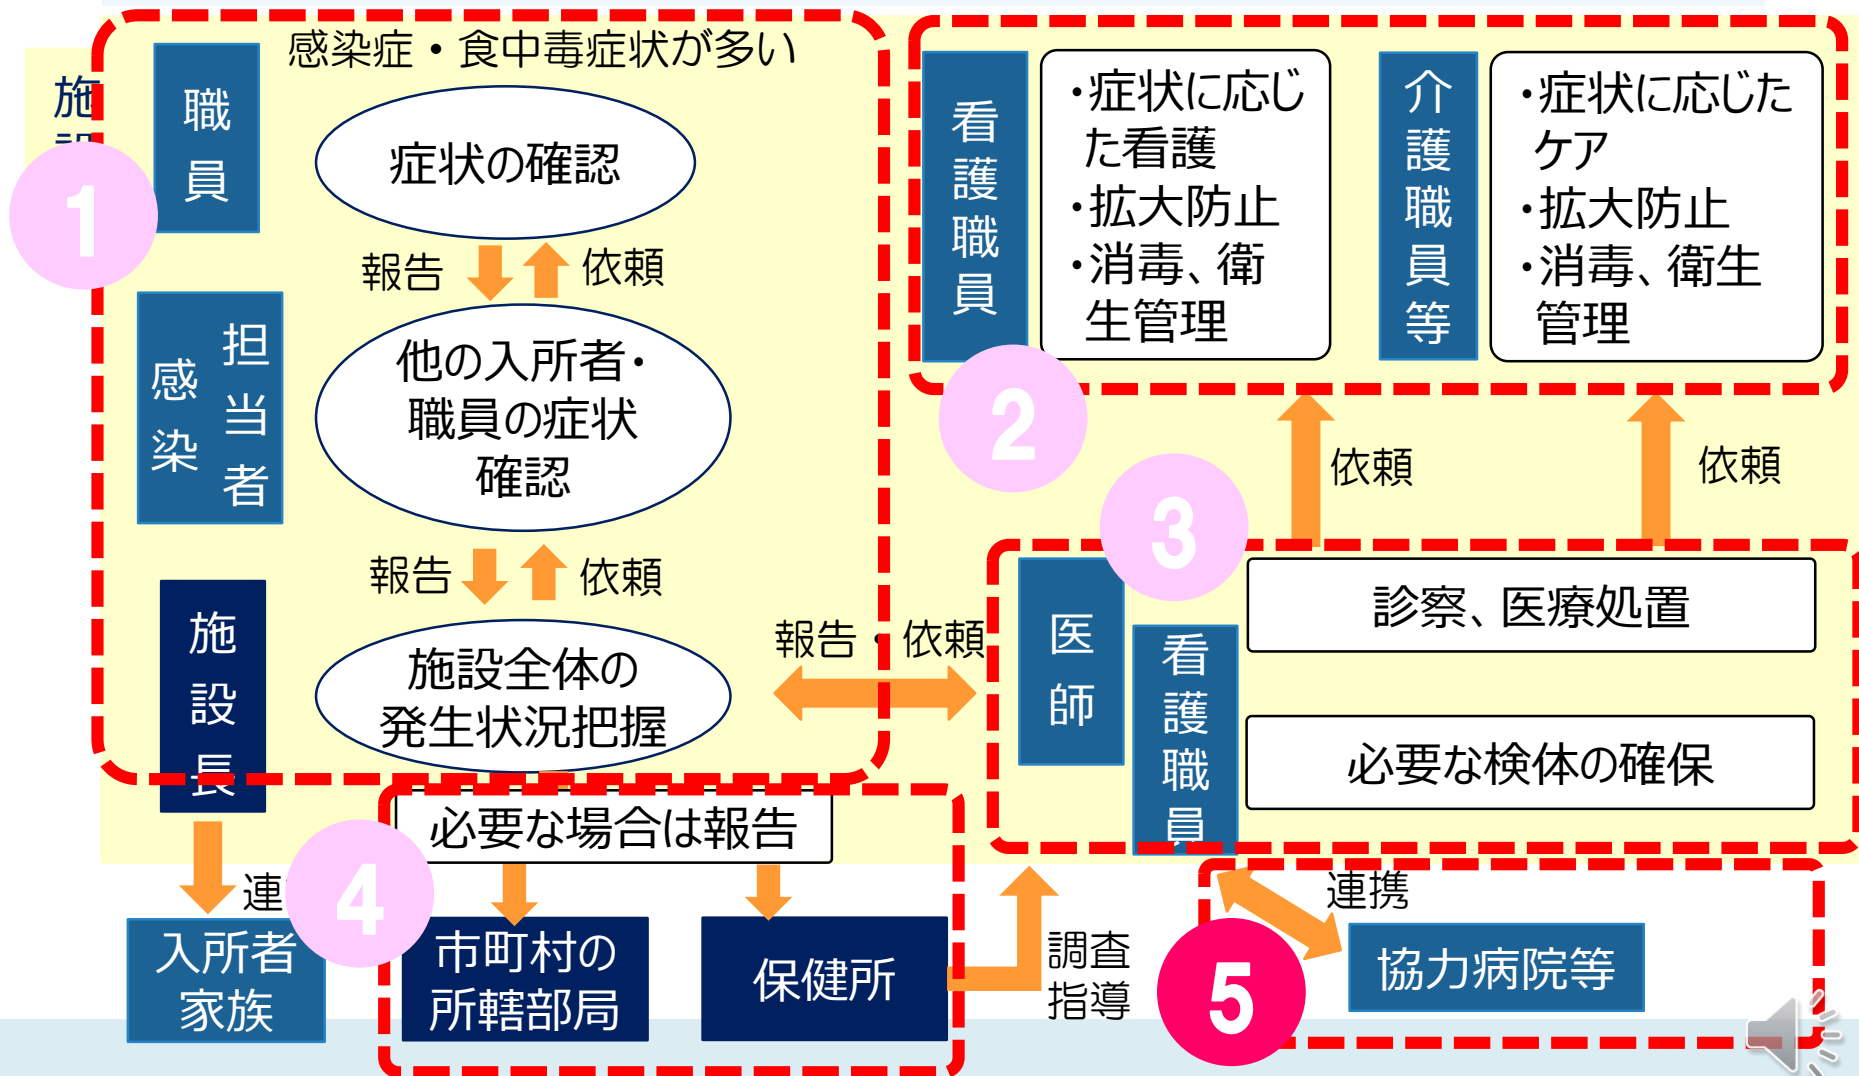 感染症・食中毒症状が多い
施
1
職員
症状の確認
報告
依頼
感染
担当者
他の入所者・
職員の症状
確認
報告
依頼
施設長
施設全体の
発生状況把握
報告・依頼
必要な場合は報告
4
連
入所者
家族
市町村の
所轄部局
保健所
調査
指導
看護職員
・症状に応じ
た看護
・拡大防止
・消毒、衛
生管理
介護職員等
・症状に応じた
ケア
・拡大防止
・消毒、衛生
管理
2
依頼
依頼
3
医師
看護職員
診察、医療処置
必要な検体の確保
連携
5
協力病院等